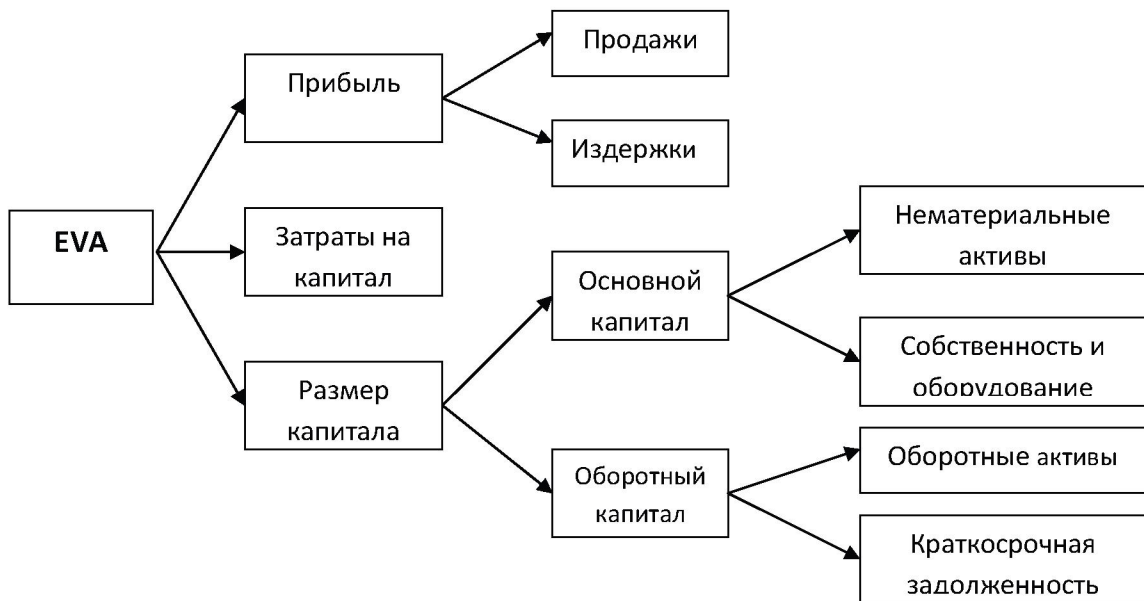 EVA
Прибыль
Затраты на
капитал
Размер
капитала
Продажи
Издержки
Основной
капитал
Оборотный
капитал
Нематериальные
активы
Собственность и
оборудование
Оборотные активы
Краткосрочная
задолженность